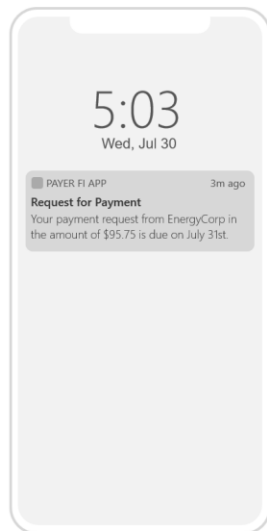 5:03
Wed, Jul 30
PAYER FI APP 3m ago
Request for Payment
Your payment request from EnergyCorp in
the amount of $95.75 is due on July 31st.